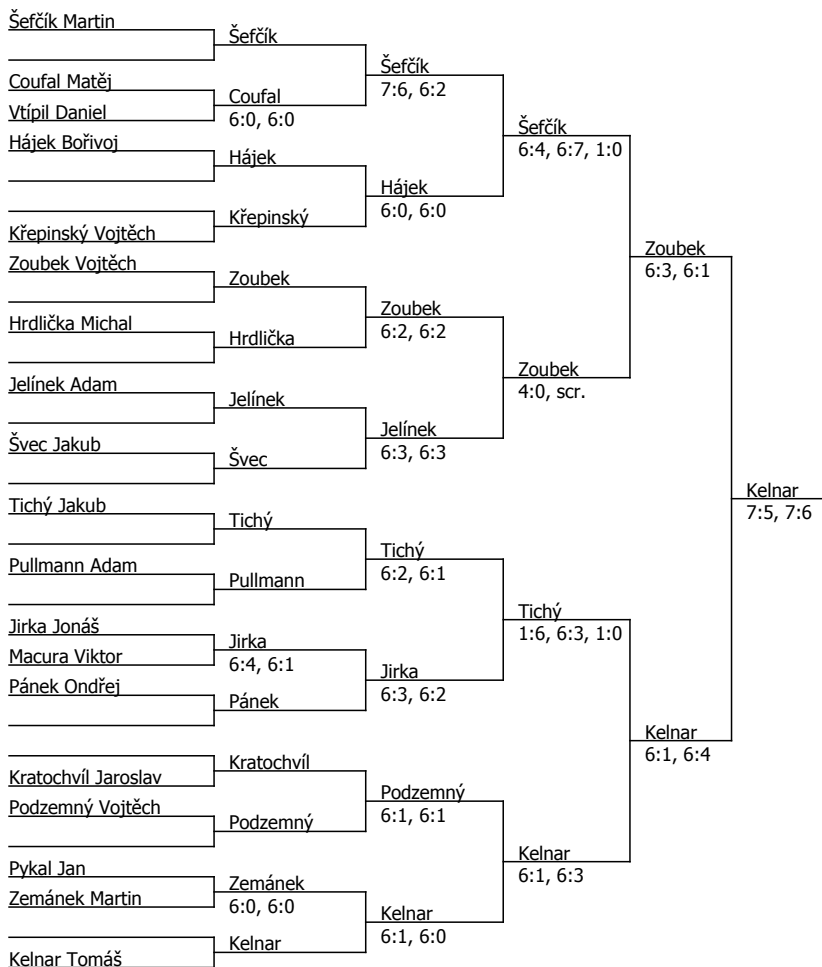 Šefčík Martin
Coufal Matěj
Vtípil Daniel
Hájek Bořivoj
Křepinský Vojtěch
Zoubek Vojtěch
Hrdlička Michal
Jelínek Adam
Švec Jakub
Tichý Jakub
Pullmann Adam
Jirka Jonáš
Macura Viktor
Pánek Ondřej
Kratochvíl Jaroslav
Podzemný Vojtěch
Pykal Jan
Zemánek Martin
Kelnar Tomáš
Šefčík
Coufal
6:0, 6:0
Hájek
Křepinský
Zoubek
Hrdlička
Jelínek
Švec
Tichý
Pullmann
Jirka
6:4, 6:1
Pánek
Kratochvíl
Podzemný
Zemánek
6:0, 6:0
Kelnar
Šefčík
7:6, 6:2
Hájek
6:0, 6:0
Zoubek
6:2, 6:2
Jelínek
6:3, 6:3
Tichý
6:2, 6:1
Jirka
6:3, 6:2
Podzemný
6:1, 6:1
Kelnar
6:1, 6:0
Šefčík
6:4, 6:7, 1:0
Zoubek
4:0, scr.
Tichý
1:6, 6:3, 1:0
Kelnar
6:1, 6:3
Zoubek
6:3, 6:1
Kelnar
6:1, 6:4
Kelnar
7:5, 7:6